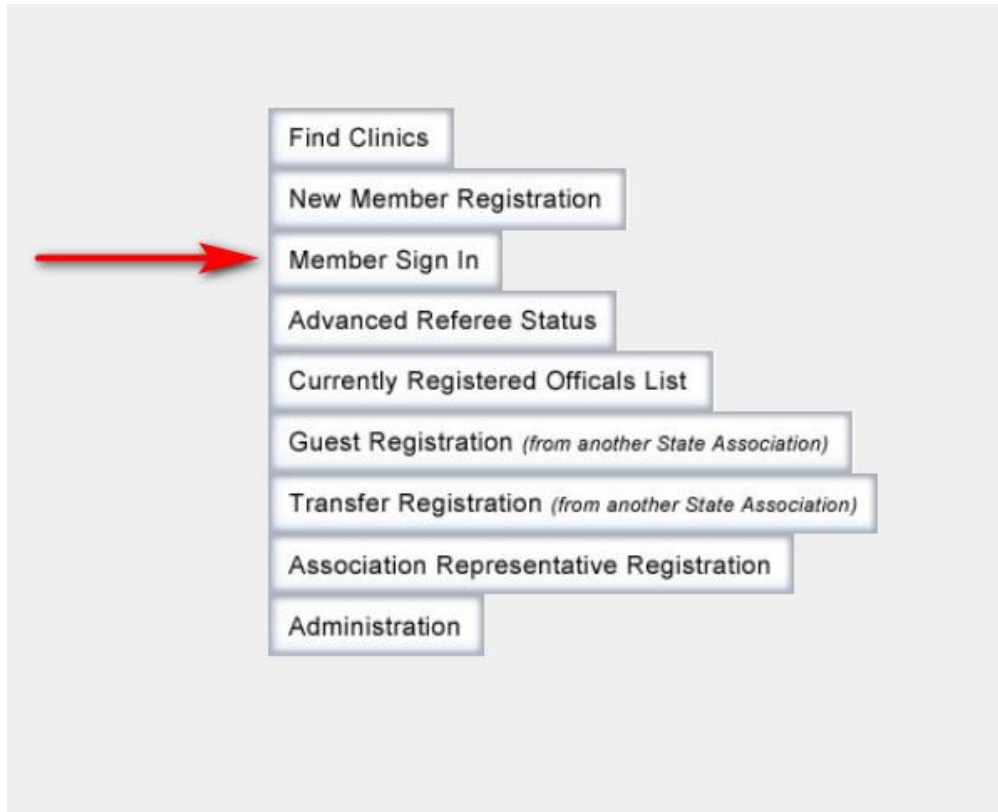 Find Clinics
New Member Registration
Member Sign In
Advanced Referee Status
Currently Registered Officals List
Guest Registration (from another State Association)
Transfer Registration (from another State Association)
Association Representative Registration
Administration